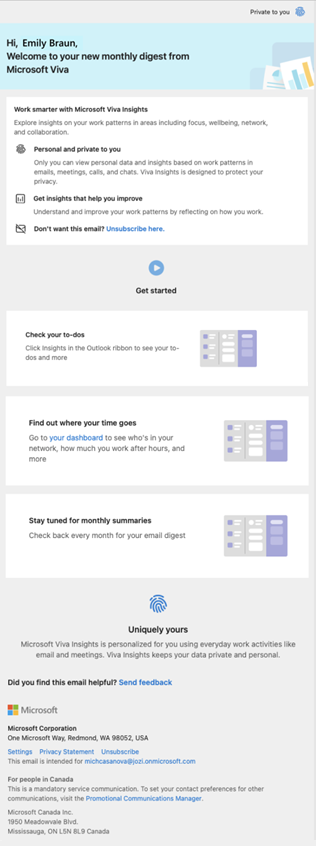 Private to you
Hi, Emily Braun,
Welcome to your new monthly digest from
Microsoft Viva
Work smarter with Microsoft Viva Insights
Explore insights on your work patterns in areas including focus, wellbeing, network,
and collaboration.
Personal and private to you
Only you can view personal data and insights based on work patterns in
emails, meetings, calls, and chats. Viva Insights is designed to protect your
privacy.
Get insights that help you improve
Understand and improve your work patterns by reflecting on how you work.
Don't want this email? Unsubscribe here.
Get started
Check your to-dos
Click Insights in the Outlook ribbon to see your to-
dos and more
Find out where your time goes
Go to your dashboard to see who's in your
network, how much you work after hours, and
more
Stay tuned for monthly summaries
Check back every month for your email digest
Uniquely yours
Microsoft Viva Insights is personalized for you using everyday work activities like
email and meetings. Viva Insights keeps your data private and personal.
Did you find this email helpful? Send feedback
Microsoft
Microsoft Corporation
One Microsoft Way, Redmond, WA 98052, USA
Settings Privacy Statement Unsubscribe
This email is intended for michcasanova@jozi.onmicrosoft.com
For people in Canada
This is a mandatory service communication. To set your contact preferences for other
communications, visit the Promotional Communications Manager.
Microsoft Canada Inc.
1950 Meadowvale Blvd.
Mississauga, ON L5N 8L9 Canada